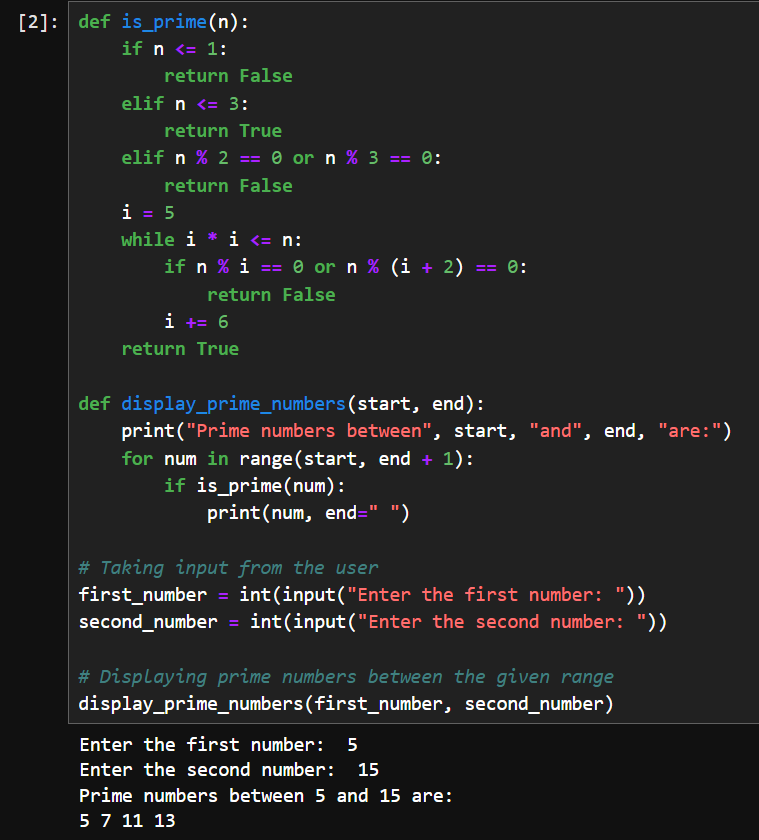 [2]:
def is_prime(n):
    if n <= 1:
        return False
    elif n <= 3:
        return True
    elif n % 2 == 0 or n % 3 == 0:
        return False
    i = 5
    while i * i <= n:
        if n % i == 0 or n % (i + 2) == 0:
            return False
        i += 6
    return True

def display_prime_numbers(start, end):
    print("Prime numbers between", start, "and", end, "are:")
    for num in range(start, end + 1):
        if is_prime(num):
            print(num, end=" ")

# Taking input from the user
first_number = int(input("Enter the first number: "))
second_number = int(input("Enter the second number: "))

# Displaying prime numbers between the given range
display_prime_numbers(first_number, second_number)
Enter the first number:  5
Enter the second number:  15
Prime numbers between 5 and 15 are:
5 7 11 13